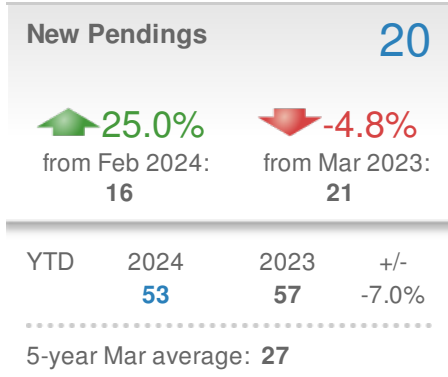 New Pendings 20
25.0% -4.8%
from Feb 2024: from Mar 2023:
16 21
YTD 2024 2023 +/-
53 57 -7.0%
5-year Mar average: 27